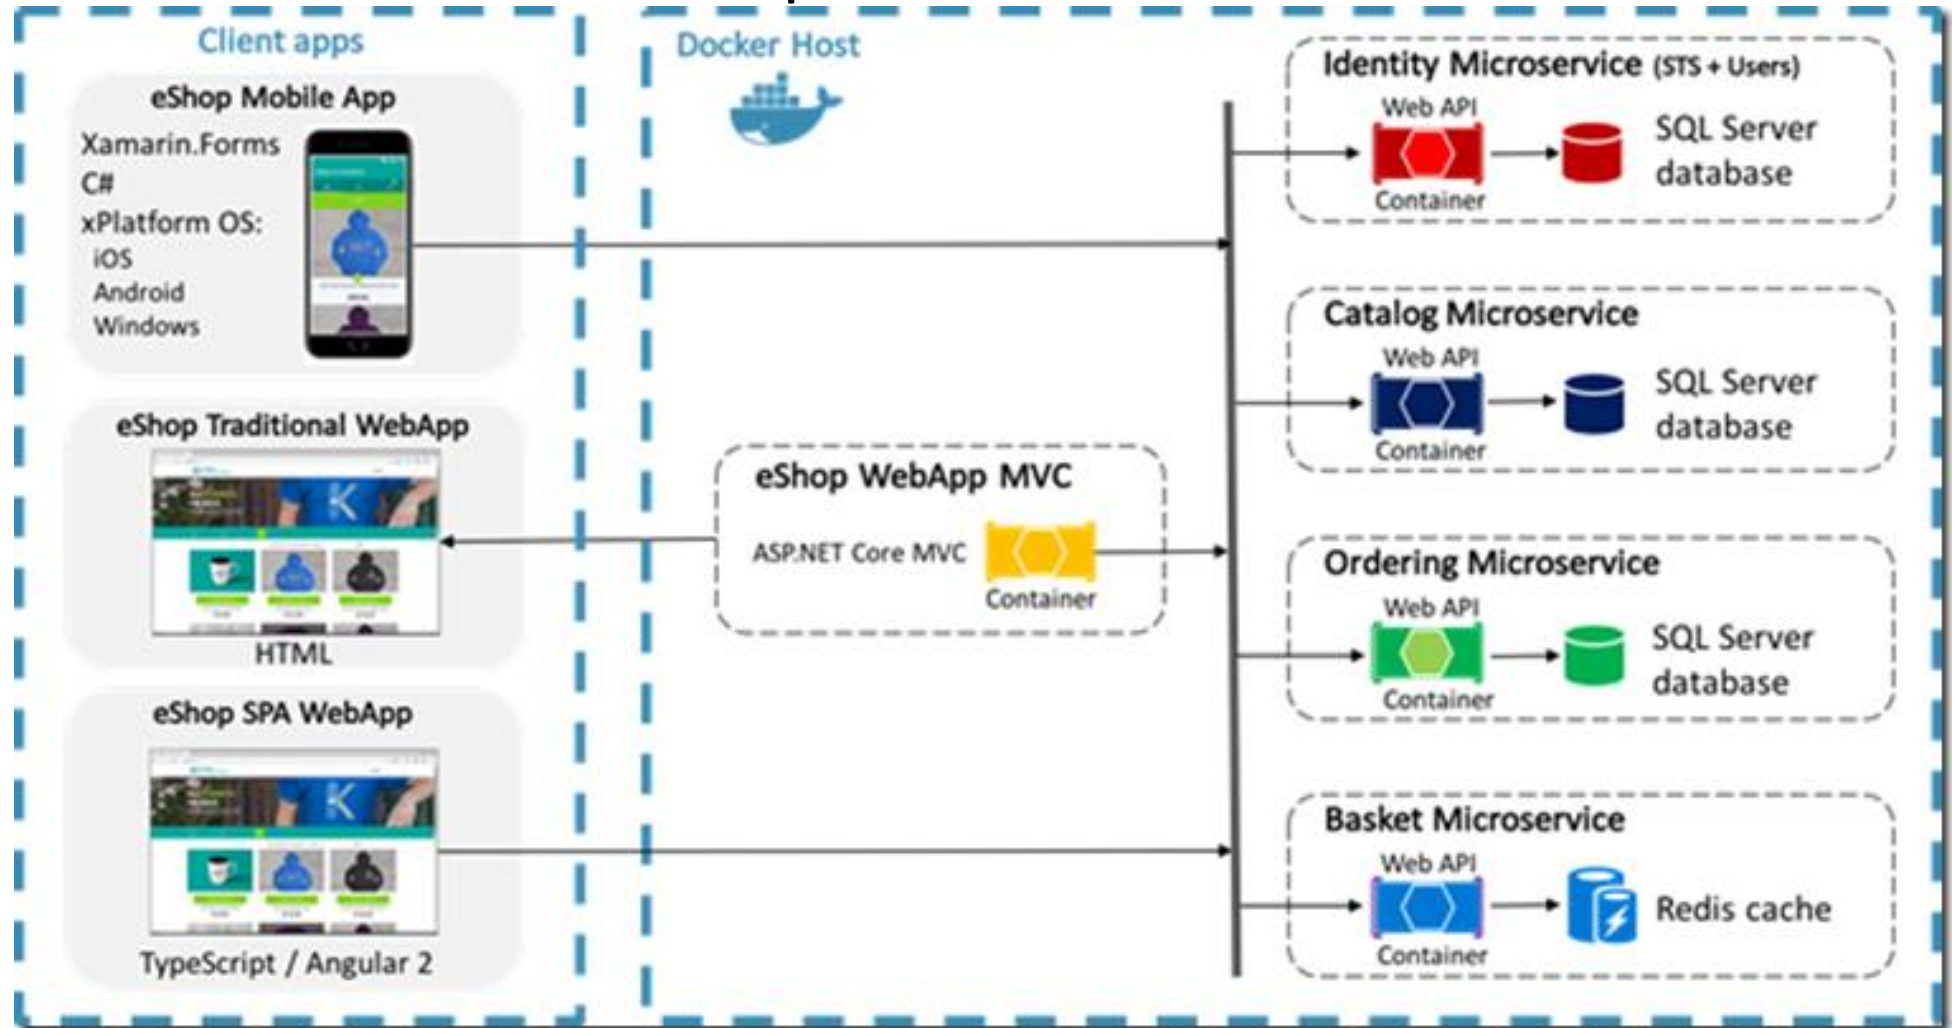 Client apps
eShop Mobile App
Xamarin.Forms
C#
xPlatform OS:
iOS
Android
Windows
eShop Traditional WebApp
HTML
eShop SPA WebApp
TypeScript / Angular 2
Docker Host
eShop WebApp MVC
ASP.NET Core MVC
Container
Identity Microservice (STS + Users)
Web API
Container
SQL Server
database
Catalog Microservice
Web API
Container
SQL Server
database
Ordering Microservice
Web API
Container
SQL Server
database
Basket Microservice
Web API
Container
Redis cache